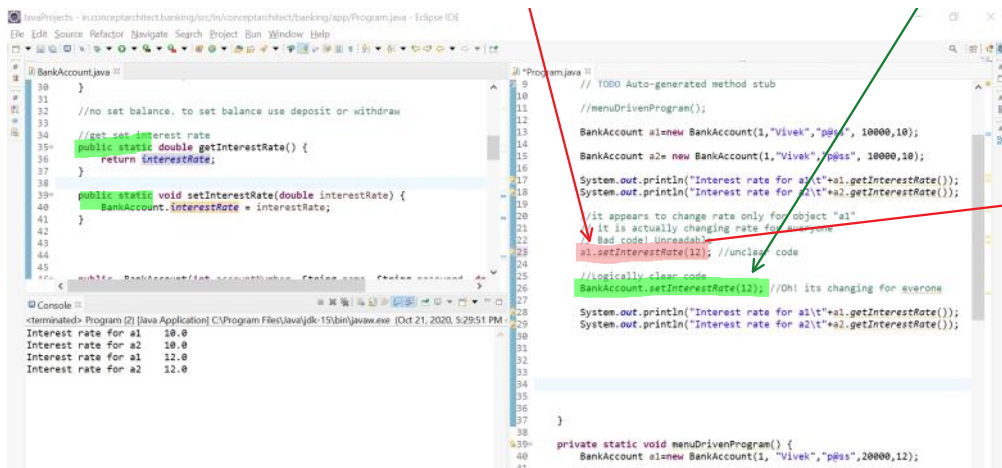 JavaProjects - in.conceptarchitect.banking/src/in/conceptarchitect/banking/app/Program.java - Eclipse IDE
File Edit Source Refactor Navigate Search Project Run Window Help
BankAccount.java
30 }
31
32 //no set balance. to set balance use deposit or withdraw
33
34 //get set interest rate
35 public static double getInterestRate() {
36 return interestRate;
37 }
38
39 public static void setInterestRate(double interestRate) {
40 BankAccount.interestRate = interestRate;
41 }
42
43
44
45
public BankAccount(int accountNumber, String name, String password, do
Console
<terminated> Program (2) [Java Application] C:\Program Files\Java\jdk-15\bin\javaw.exe (Oct 21, 2020, 5:29:51 PM
Interest rate for a1 10.0
Interest rate for a2 10.0
Interest rate for a1 12.0
Interest rate for a2 12.0
*Program.java
9 // TODO Auto-generated method stub
10
11 //menuDrivenProgram();
12
13 BankAccount a1=new BankAccount(1,"Vivek","p@ss", 10000,10);
14
15 BankAccount a2= new BankAccount(1,"Vivek","p@ss", 10000,10);
16
17 System.out.println("Interest rate for a1\t"+a1.getInterestRate());
18 System.out.println("Interest rate for a2\t"+a2.getInterestRate());
19
20 //it appears to change rate only for object "a1"
21 // it is actually changing rate for everyone
22 // Bad code! Unreadable
23 a1.setInterestRate(12); //unclear code
24
25 //Logically clear code
26 BankAccount.setInterestRate(12); //Oh! its changing for everone
27
28 System.out.println("Interest rate for a1\t"+a1.getInterestRate());
29 System.out.println("Interest rate for a2\t"+a2.getInterestRate());
30
31
32
33
34
35
36
37 }
38
39 private static void menuDrivenProgram() {
40 BankAccount a1=new BankAccount(1, "Vivek","p@ss",20000,12);
41